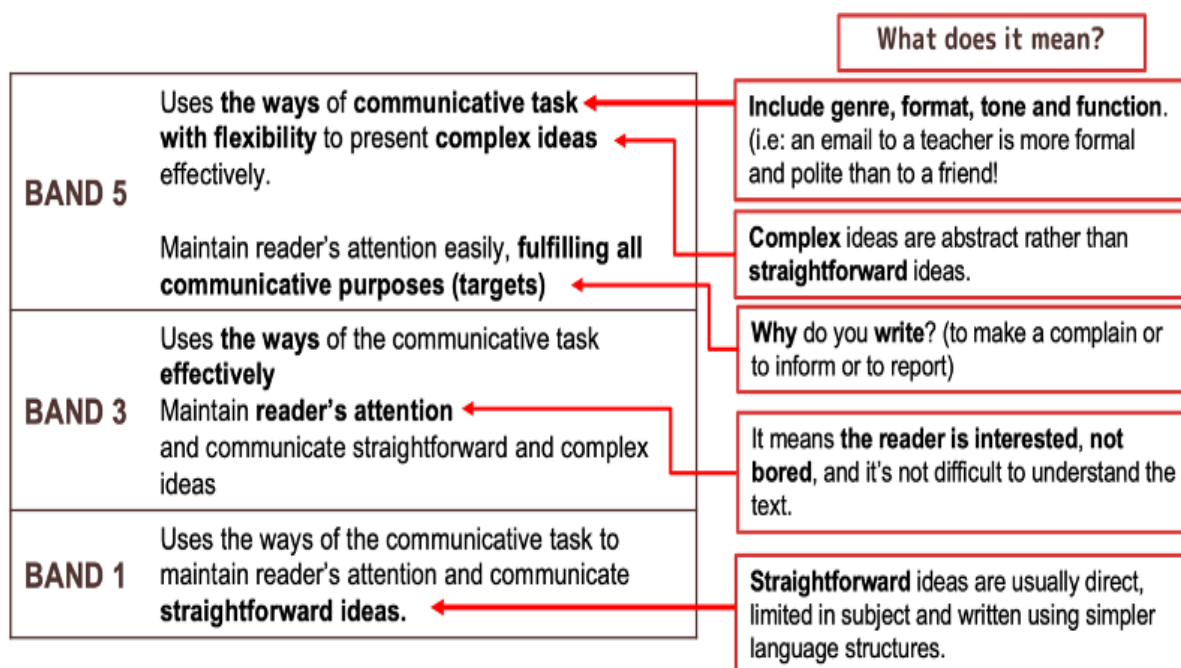 What does it mean?
BAND 5
Uses the ways of communicative task
with flexibility to present complex ideas
effectively.
Maintain reader's attention easily, fulfilling all
communicative purposes (targets)
BAND 3
Uses the ways of the communicative task
effectively
Maintain reader's attention
and communicate straightforward and complex
ideas
BAND 1
Uses the ways of the communicative task to
maintain reader's attention and communicate
straightforward ideas.
Include genre, format, tone and function.
(i.e: an email to a teacher is more formal
and polite than to a friend!
Complex ideas are abstract rather than
straightforward ideas.
Why do you write? (to make a complain or
to inform or to report)
It means the reader is interested, not
bored, and it's not difficult to understand the
text.
Straightforward ideas are usually direct,
limited in subject and written using simpler
language structures.